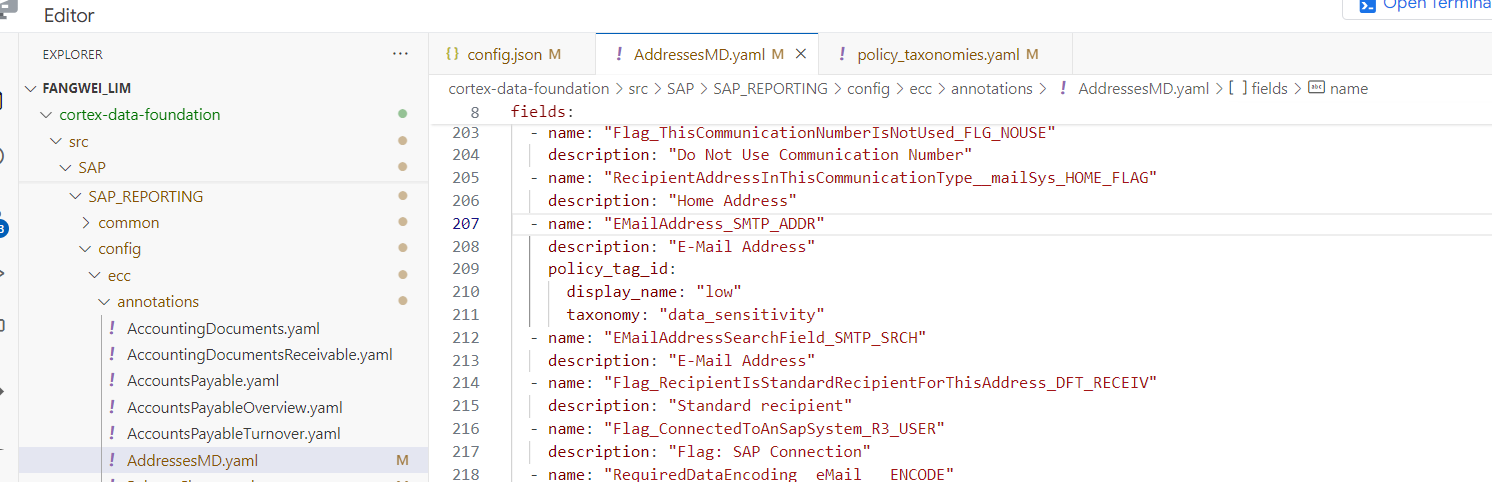 Editor
Open Termina
EXPLORER
FANGWEI_LIM
cortex-data-foundation
src
SAP
SAP_REPORTING
common
config
ecc
annotations
AccountingDocuments.yaml
AccountingDocumentsReceivable.yaml
AccountsPayable.yaml
AccountsPayableOverview.yaml
AccountsPayableTurnover.yaml
AddressesMD.yaml M
{} config.json M
! AddressesMD.yaml M ×
! policy_taxonomies.yaml M
cortex-data-foundation > src > SAP > SAP_REPORTING > config > ecc > annotations > ! AddressesMD.yaml > [ ] fields > abc name
8 fields:
203 - name: "Flag_ThisCommunicationNumberIsNotUsed_FLG_NOUSE"
204 description: "Do Not Use Communication Number"
205 - name: "RecipientAddressInThisCommunicationType__mailSys_HOME_FLAG"
206 description: "Home Address"
207 - name: "EMailAddress_SMTP_ADDR"
208 description: "E-Mail Address"
209 policy_tag_id:
210 display_name: "low"
211 taxonomy: "data_sensitivity"
212 - name: "EMailAddressSearchField_SMTP_SRCH"
213 description: "E-Mail Address"
214 - name: "Flag_RecipientIsStandardRecipientForThisAddress_DFT_RECEIV"
215 description: "Standard recipient"
216 - name: "Flag_ConnectedToAnSapSystem_R3_USER"
217 description: "Flag: SAP Connection"
218 - name: "RequiredDataEncoding__eMail___ENCODE"